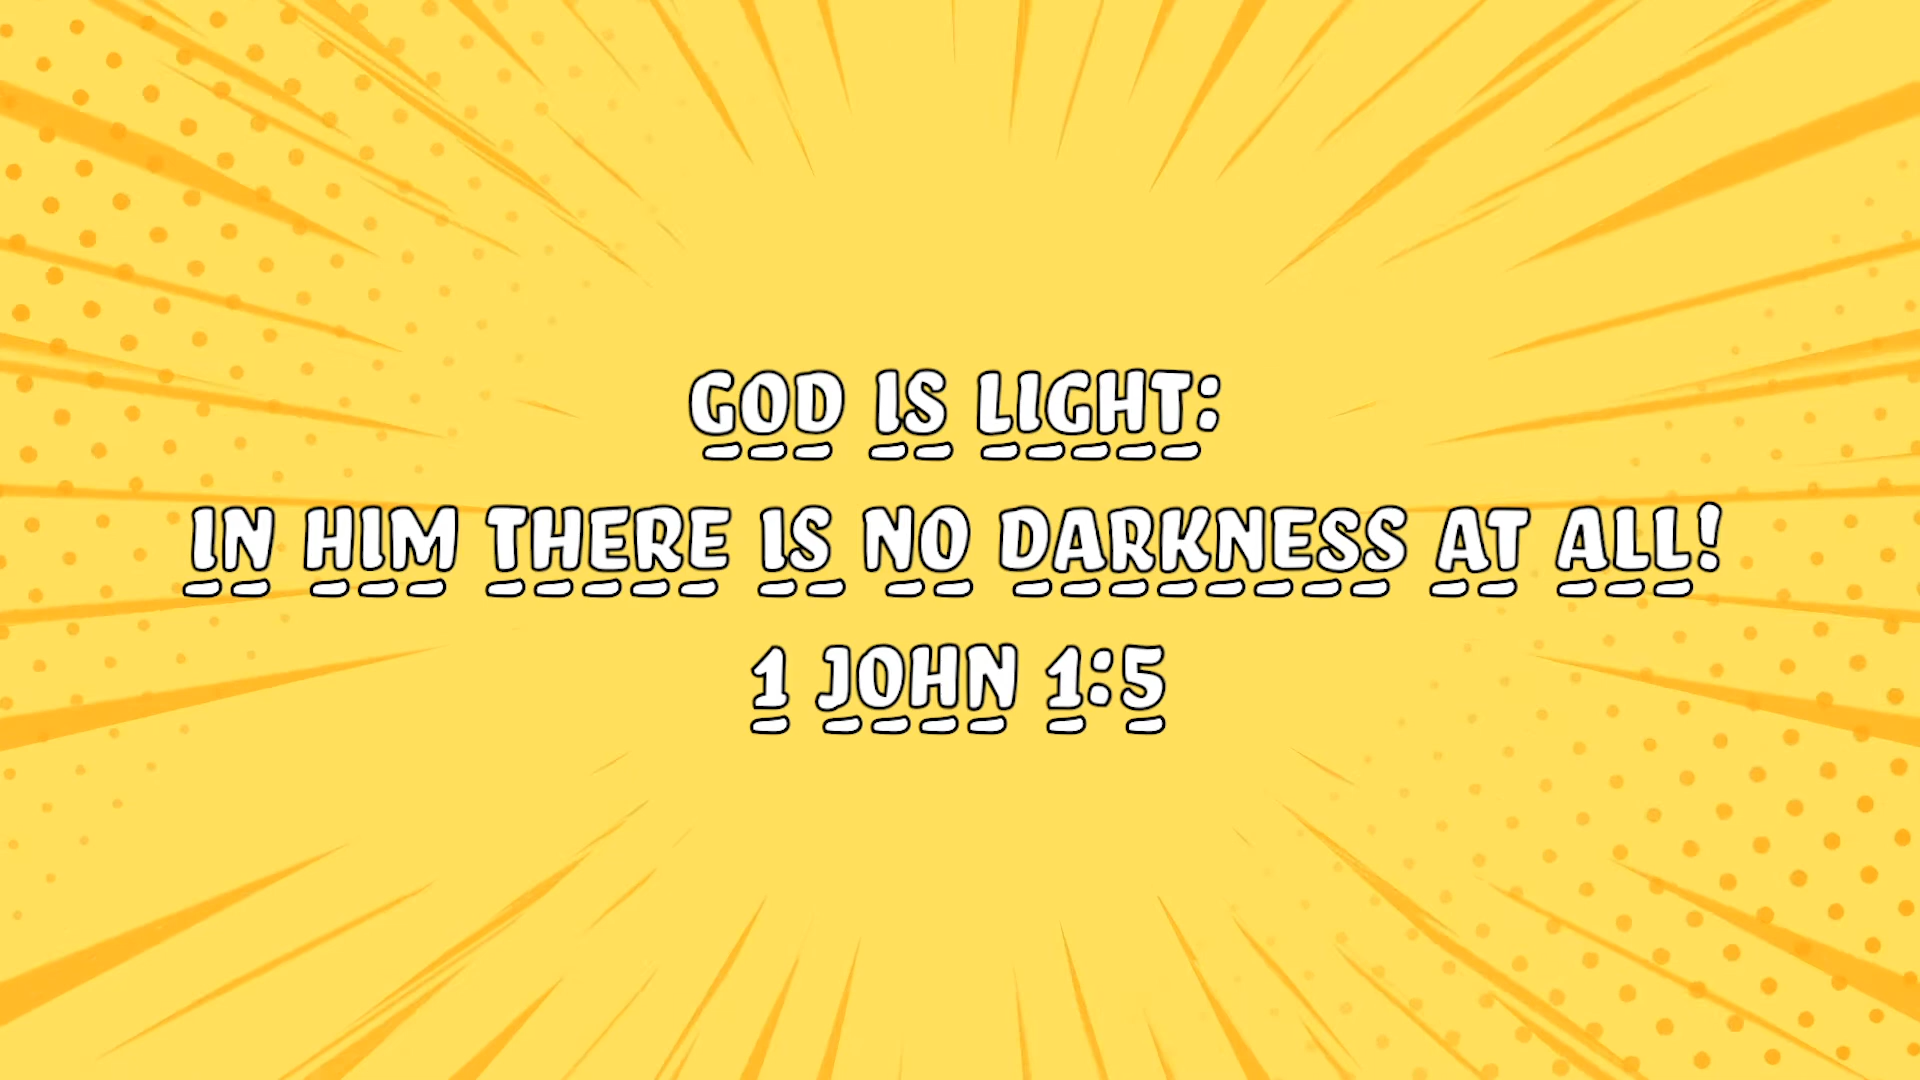 GOD IS LIGHT:
IN HIM THERE IS NO DARKNESS AT ALL!
1 JOHN 1:5